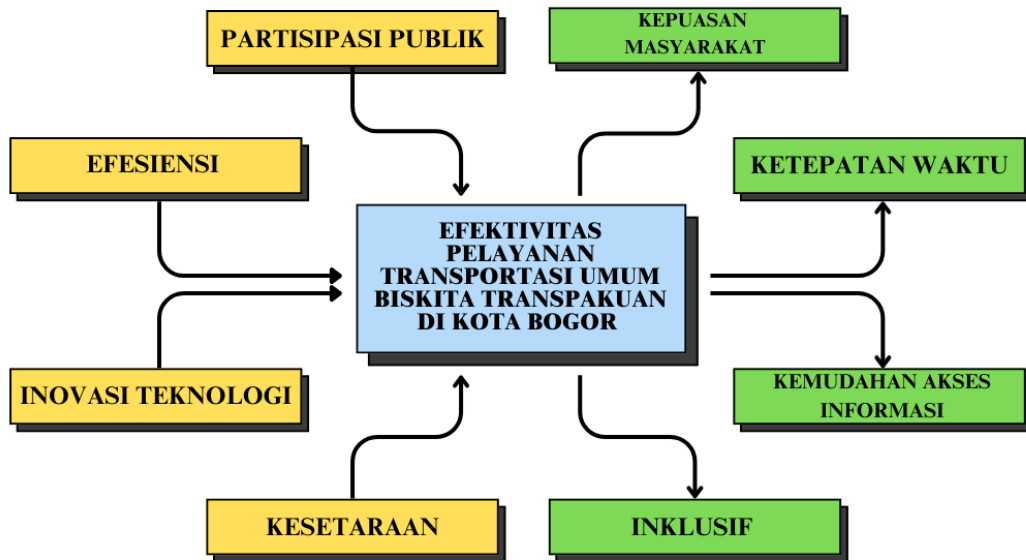 PARTISIPASI PUBLIK
KEPUASAN
MASYARAKAT
EFESIENSI
KETEPATAN WAKTU
EFEKTIVITAS
PELAYANAN
TRANSPORTASI UMUM
BISKITA TRANSPAKUAN
DI KOTA BOGOR
INOVASI TEKNOLOGI
KEMUDAHAN AKSES
INFORMASI
KESETARAAN
INKLUSIF